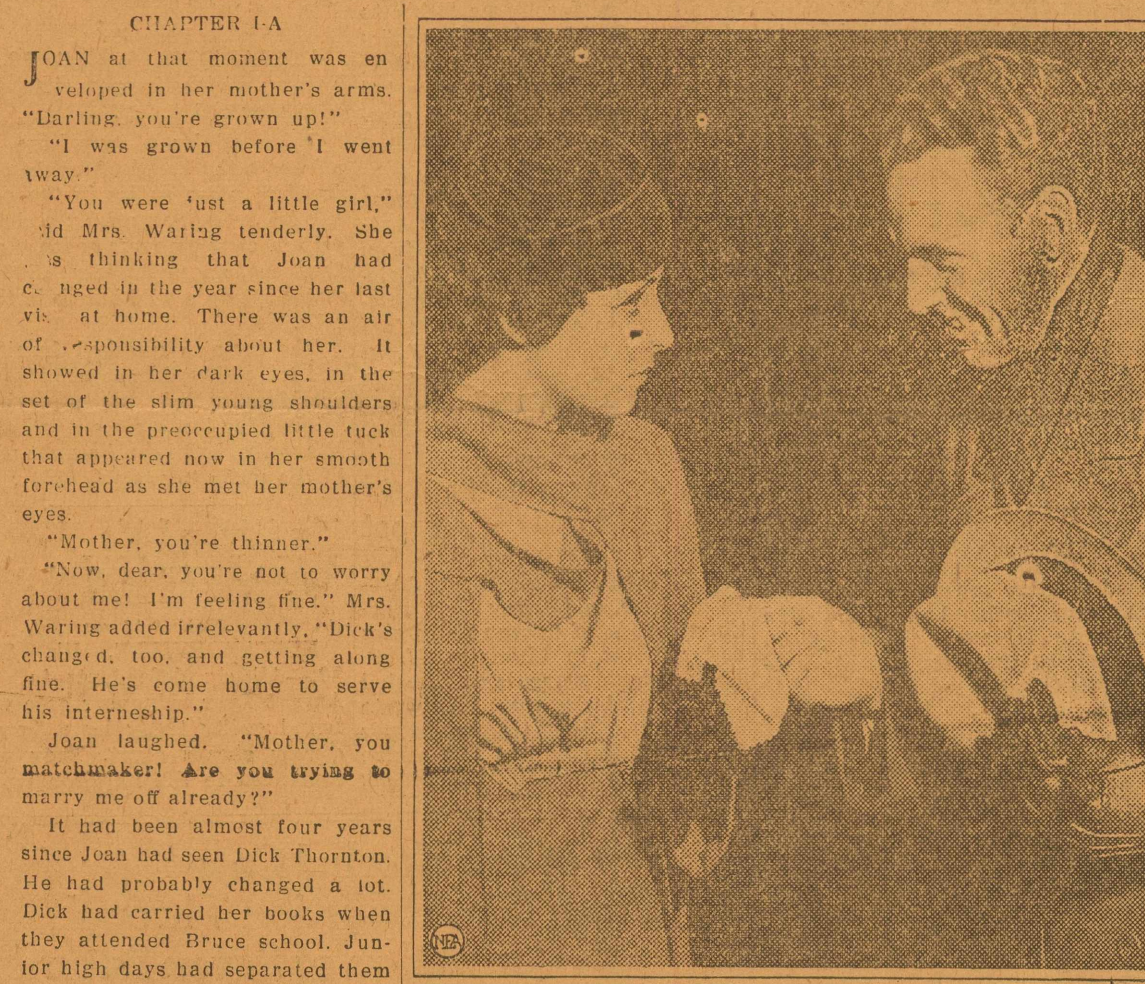 CHAPTER I-A
JOAN at that moment was en
veloped in her mother's arms.
"Darling, you're grown up!"
"I was grown before I went
away."
"You were just a little girl,"
said Mrs. Waring tenderly. She
was thinking that Joan had
changed in the year since her last
visit at home. There was an air
of responsibility about her. It
showed in her dark eyes, in the
set of the slim young shoulders
and in the preoccupied little tuck
that appeared now in her smooth
forehead as she met her mother's
eyes.
"Mother, you're thinner."
"Now, dear, you're not to worry
about me! I'm feeling fine." Mrs.
Waring added irrelevantly, "Dick's
changed, too, and getting along
fine. He's come home to serve
his interneship."
Joan laughed. "Mother, you
matchmaker! Are you trying to
marry me off already?"
It had been almost four years
since Joan had seen Dick Thornton.
He had probably changed a lot.
Dick had carried her books when
they attended Bruce school. Jun-
ior high days had separated them
NEA